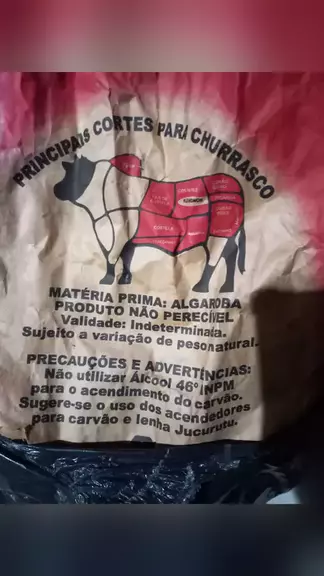 PRINCIPAIS CORTES PARA CHURRASCO
MATÉRIA PRIMA: ALGAROBA
PRODUTO NÃO PERECÍVEL
Validade: Indeterminada.
Sujeito a variação de peso natural.
PRECAUÇÕES E ADVERTÊNCIAS:
Não utilizar Álcool 46° INPM
para o acendimento do carvão.
Sugere-se o uso dos acendedores
para carvão e lenha Jucurutu.